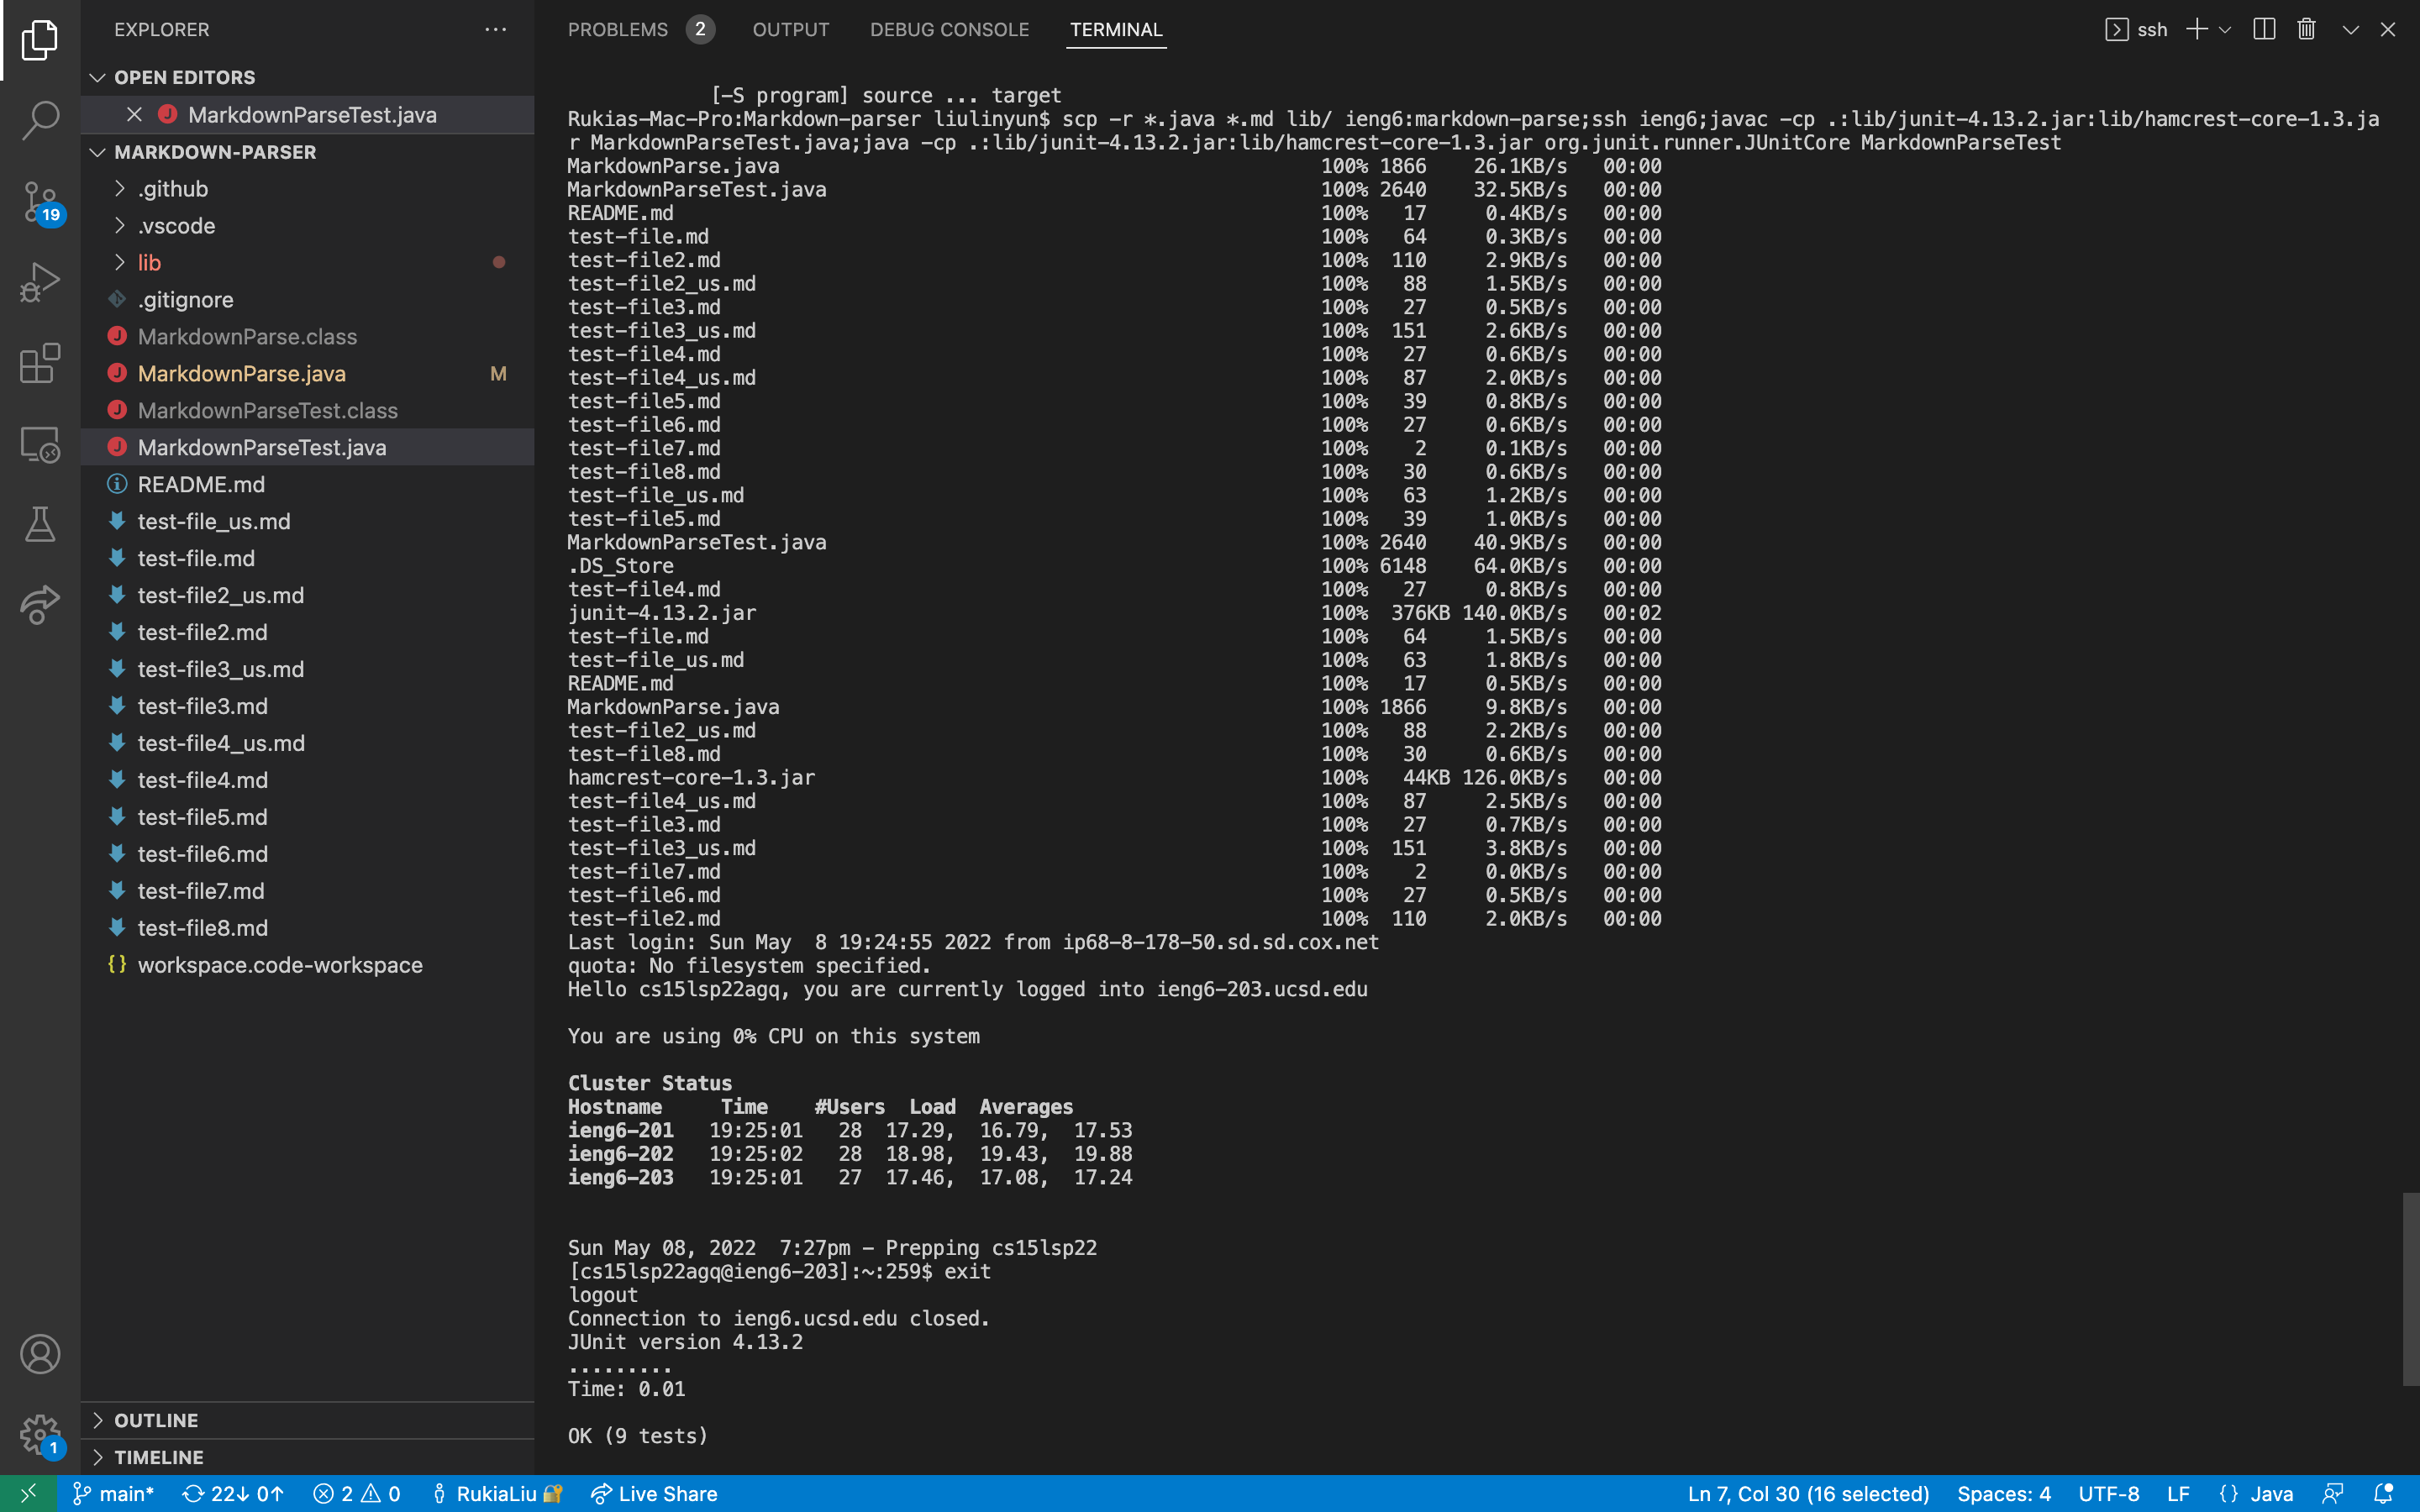 EXPLORER
OPEN EDITORS
MarkdownParseTest.java
MARKDOWN-PARSER
.github
.vscode
lib
.gitignore
MarkdownParse.class
MarkdownParse.java M
MarkdownParseTest.class
MarkdownParseTest.java
README.md
test-file_us.md
test-file.md
test-file2_us.md
test-file2.md
test-file3_us.md
test-file3.md
test-file4_us.md
test-file4.md
test-file5.md
test-file6.md
test-file7.md
test-file8.md
{} workspace.code-workspace
OUTLINE
TIMELINE
19
1
PROBLEMS 2 OUTPUT DEBUG CONSOLE TERMINAL
ssh
[-S program] source ... target
Rukias-Mac-Pro:Markdown-parser liulinyun$ scp -r *.java *.md lib/ ieng6:markdown-parse;ssh ieng6;javac -cp .:lib/junit-4.13.2.jar:lib/hamcrest-core-1.3.ja
r MarkdownParseTest.java;java -cp .:lib/junit-4.13.2.jar:lib/hamcrest-core-1.3.jar org.junit.runner.JUnitCore MarkdownParseTest
MarkdownParse.java 100% 1866 26.1KB/s 00:00
MarkdownParseTest.java 100% 2640 32.5KB/s 00:00
README.md 100% 17 0.4KB/s 00:00
test-file.md 100% 64 0.3KB/s 00:00
test-file2.md 100% 110 2.9KB/s 00:00
test-file2_us.md 100% 88 1.5KB/s 00:00
test-file3.md 100% 27 0.5KB/s 00:00
test-file3_us.md 100% 151 2.6KB/s 00:00
test-file4.md 100% 27 0.6KB/s 00:00
test-file4_us.md 100% 87 2.0KB/s 00:00
test-file5.md 100% 39 0.8KB/s 00:00
test-file6.md 100% 27 0.6KB/s 00:00
test-file7.md 100% 2 0.1KB/s 00:00
test-file8.md 100% 30 0.6KB/s 00:00
test-file_us.md 100% 63 1.2KB/s 00:00
test-file5.md 100% 39 1.0KB/s 00:00
MarkdownParseTest.java 100% 2640 40.9KB/s 00:00
.DS_Store 100% 6148 64.0KB/s 00:00
test-file4.md 100% 27 0.8KB/s 00:00
junit-4.13.2.jar 100% 376KB 140.0KB/s 00:02
test-file.md 100% 64 1.5KB/s 00:00
test-file_us.md 100% 63 1.8KB/s 00:00
README.md 100% 17 0.5KB/s 00:00
MarkdownParse.java 100% 1866 9.8KB/s 00:00
test-file2_us.md 100% 88 2.2KB/s 00:00
test-file8.md 100% 30 0.6KB/s 00:00
hamcrest-core-1.3.jar 100% 44KB 126.0KB/s 00:00
test-file4_us.md 100% 87 2.5KB/s 00:00
test-file3.md 100% 27 0.7KB/s 00:00
test-file3_us.md 100% 151 3.8KB/s 00:00
test-file7.md 100% 2 0.0KB/s 00:00
test-file6.md 100% 27 0.5KB/s 00:00
test-file2.md 100% 110 2.0KB/s 00:00
Last login: Sun May  8 19:24:55 2022 from ip68-8-178-50.sd.sd.cox.net
quota: No filesystem specified.
Hello cs15lsp22agq, you are currently logged into ieng6-203.ucsd.edu
You are using 0% CPU on this system
Cluster Status
Hostname Time #Users Load Averages
ieng6-201 19:25:01 28 17.29, 16.79, 17.53
ieng6-202 19:25:02 28 18.98, 19.43, 19.88
ieng6-203 19:25:01 27 17.46, 17.08, 17.24
Sun May 08, 2022  7:27pm - Prepping cs15lsp22
[cs15lsp22agq@ieng6-203]:~:259$ exit
logout
Connection to ieng6.ucsd.edu closed.
JUnit version 4.13.2
.........
Time: 0.01
OK (9 tests)
main* 22↓ 0↑ 2 0 RukiaLiu Live Share Ln 7, Col 30 (16 selected) Spaces: 4 UTF-8 LF {} Java